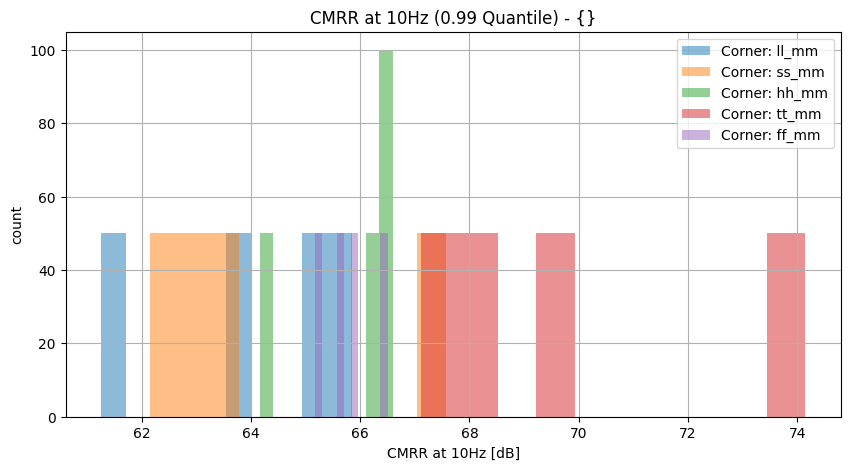 CMRR at 10Hz (0.99 Quantile) - {}
100
80
60
40
20
0
count
Corner: ll_mm
Corner: ss_mm
Corner: hh_mm
Corner: tt_mm
Corner: ff_mm
62 64 66 68 70 72 74
CMRR at 10Hz [dB]